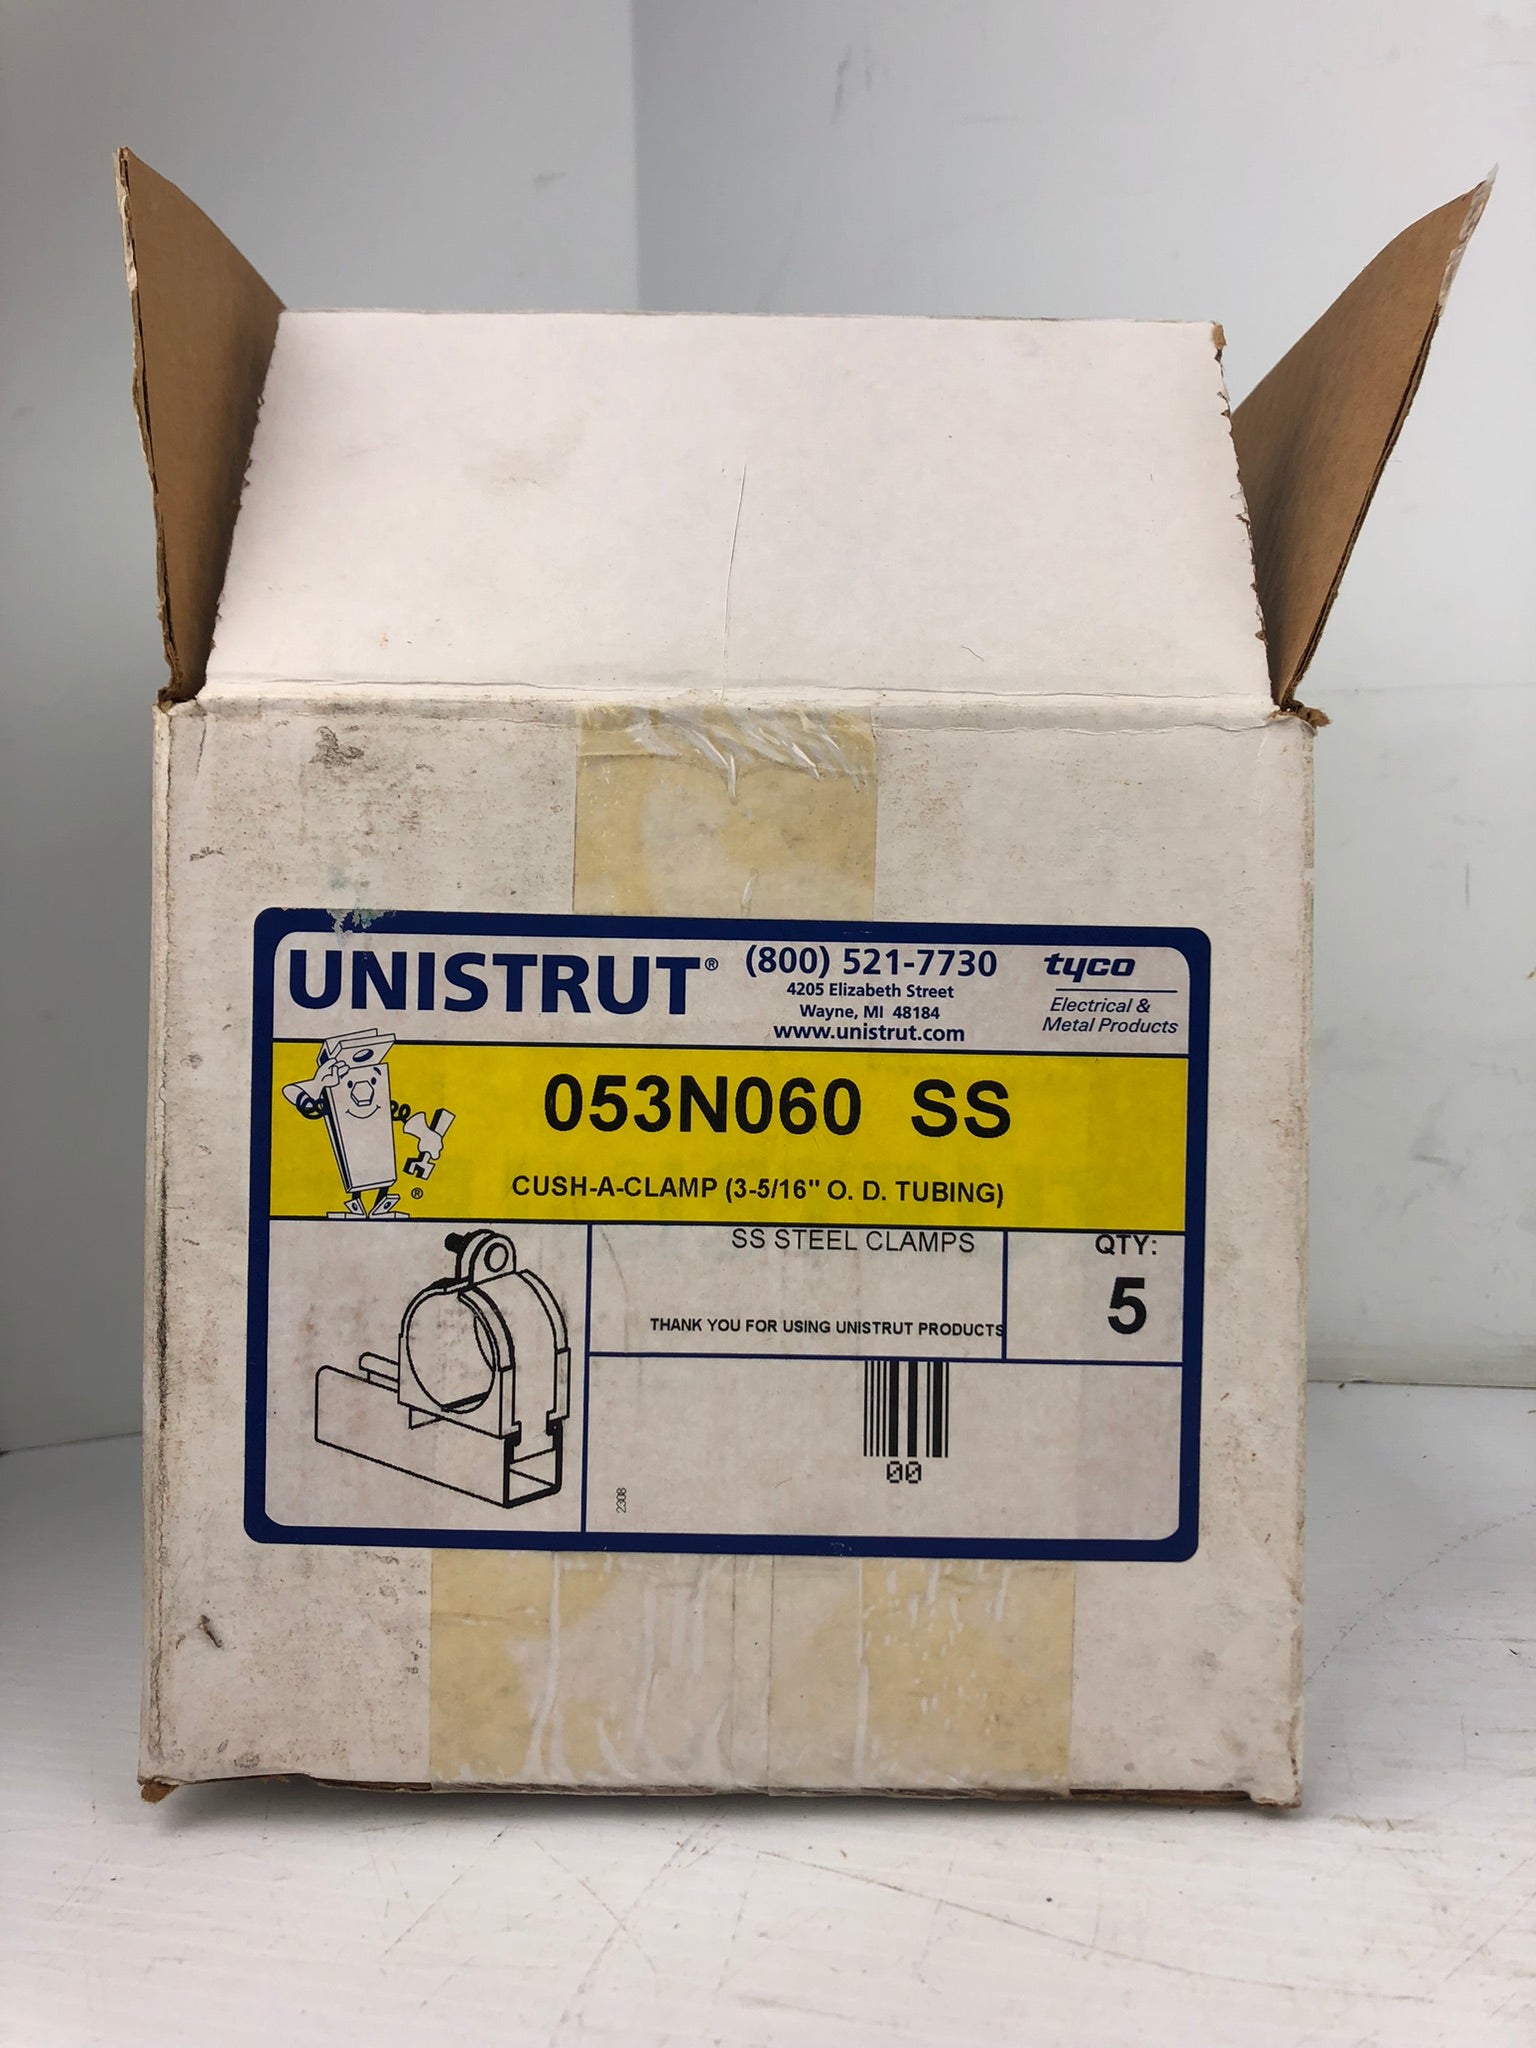 UNISTRUT®
(800) 521-7730
4205 Elizabeth Street
Wayne, MI 48184
www.unistrut.com
tyco
Electrical &
Metal Products
053N060 SS
CUSH-A-CLAMP (3-5/16" O. D. TUBING)
®
SS STEEL CLAMPS
THANK YOU FOR USING UNISTRUT PRODUCTS
QTY:
5
00
2308